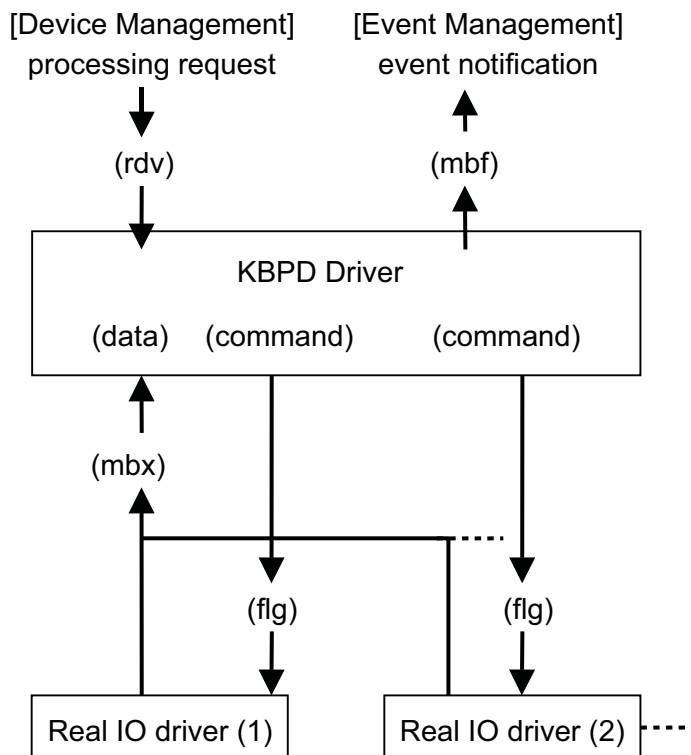 [Device Management] [Event Management]
processing request event notification
(rdv) (mbf)
KBPD Driver
(data) (command) (command)
(mbx)
(flg) (flg)
Real IO driver (1) Real IO driver (2)